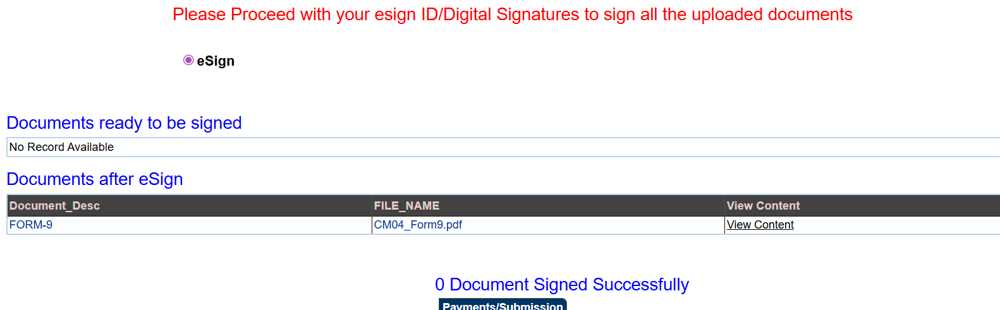 Please Proceed with your esign ID/Digital Signatures to sign all the uploaded documents
eSign
Documents ready to be signed
No Record Available
Documents after eSign
Document_Desc FILE_NAME View Content
FORM-9 CM04_Form9.pdf View Content
0 Document Signed Successfully
Payments/Submission